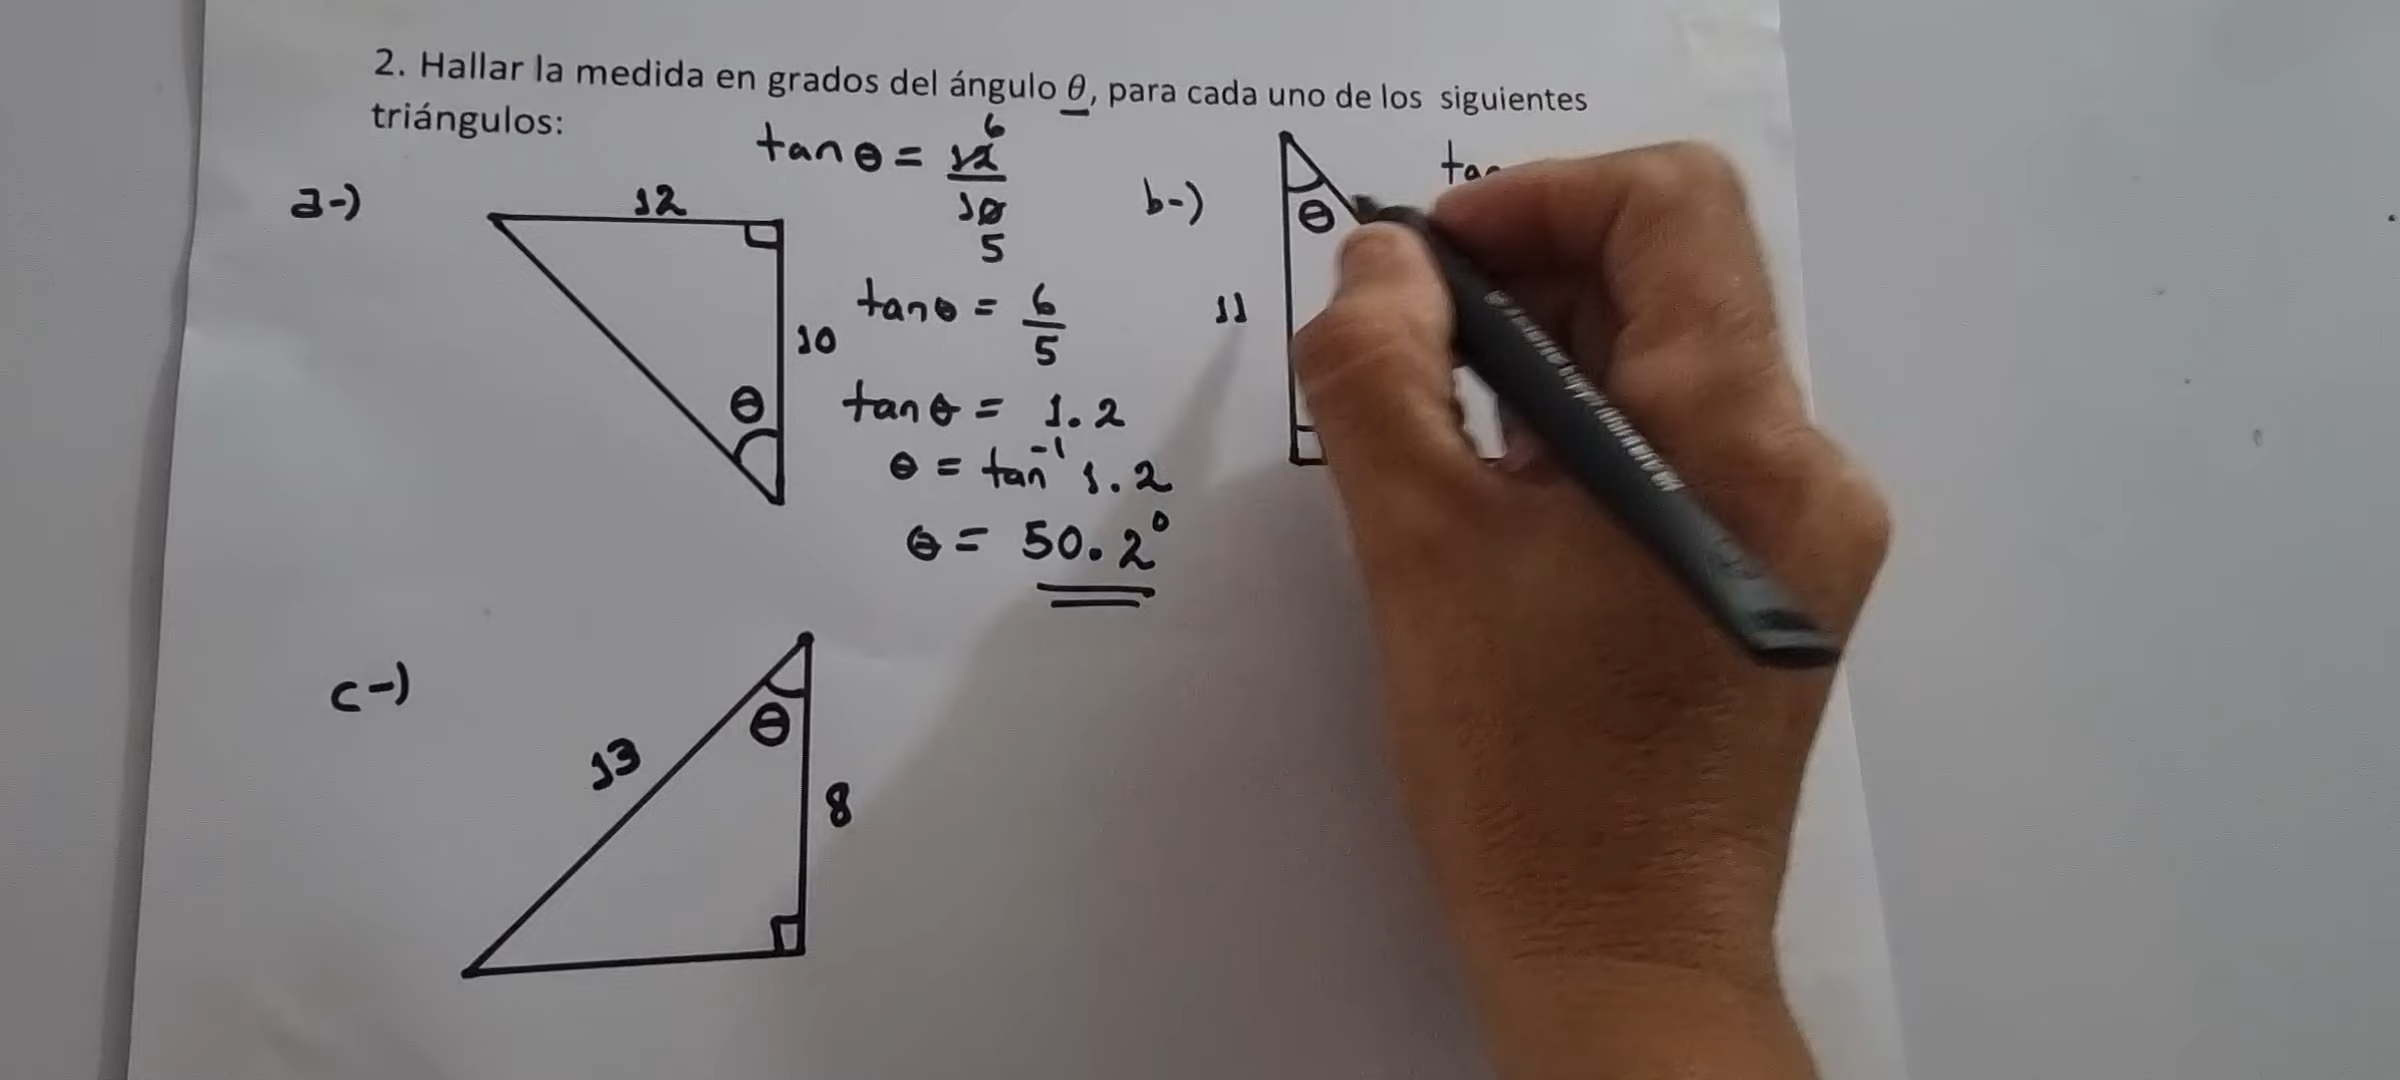 2. Hallar la medida en grados del ángulo θ, para cada uno de los siguientes
triángulos:
a-)
12
10
θ
tan θ = 12/10
6
5
tan θ = 6/5
tan θ = 1.2
θ = tan⁻¹ 1.2
θ = 50.2°
b-)
11
θ
c-)
13
θ
8